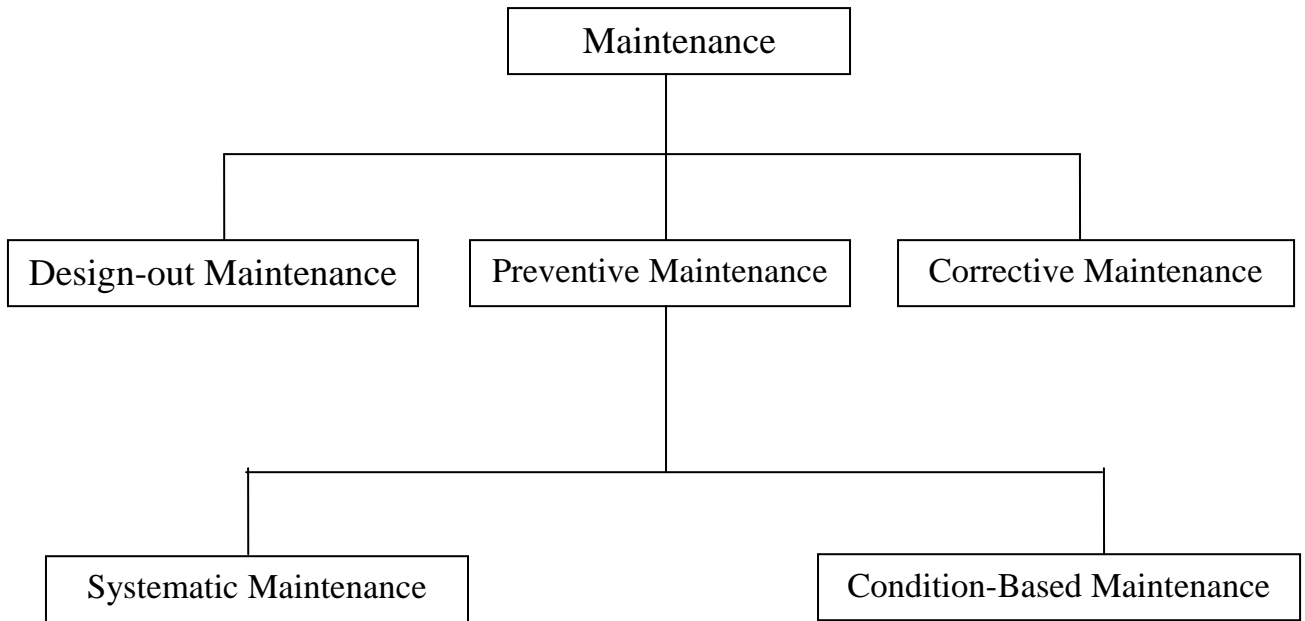 Maintenance
Design-out Maintenance
Preventive Maintenance
Corrective Maintenance
Systematic Maintenance
Condition-Based Maintenance